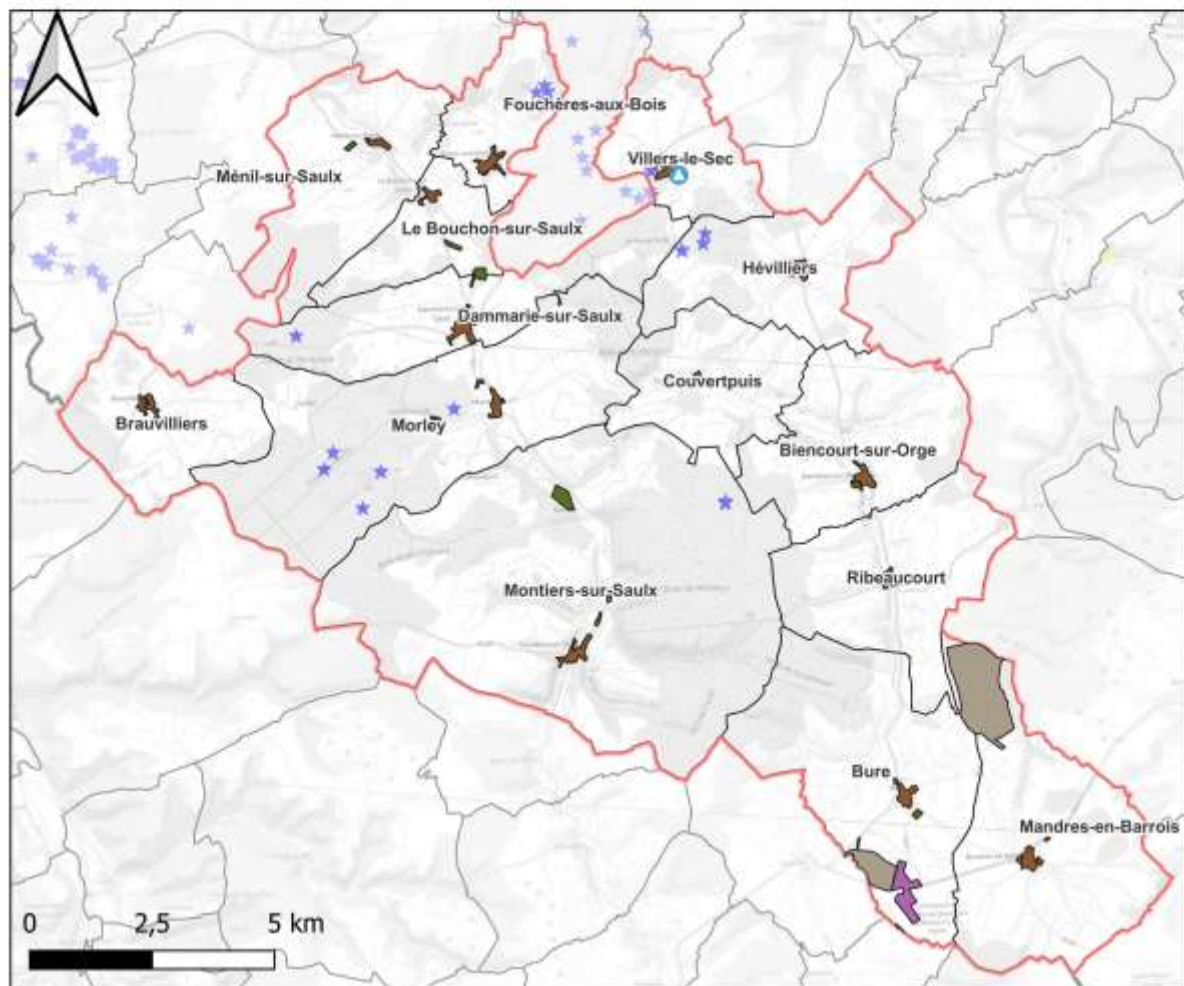 Fouchères-aux-Bois
Villers-le-Sec
Ménil-sur-Saulx
Le Bouchon-sur-Saulx
Hévilliers
Dammarie-sur-Saulx
Couvertpuis
Brauvilliers
Morley
Biencourt-sur-Orge
Ribeaucourt
Montiers-sur-Saulx
Bure
Mandres-en-Barrois
0 2,5 5 km